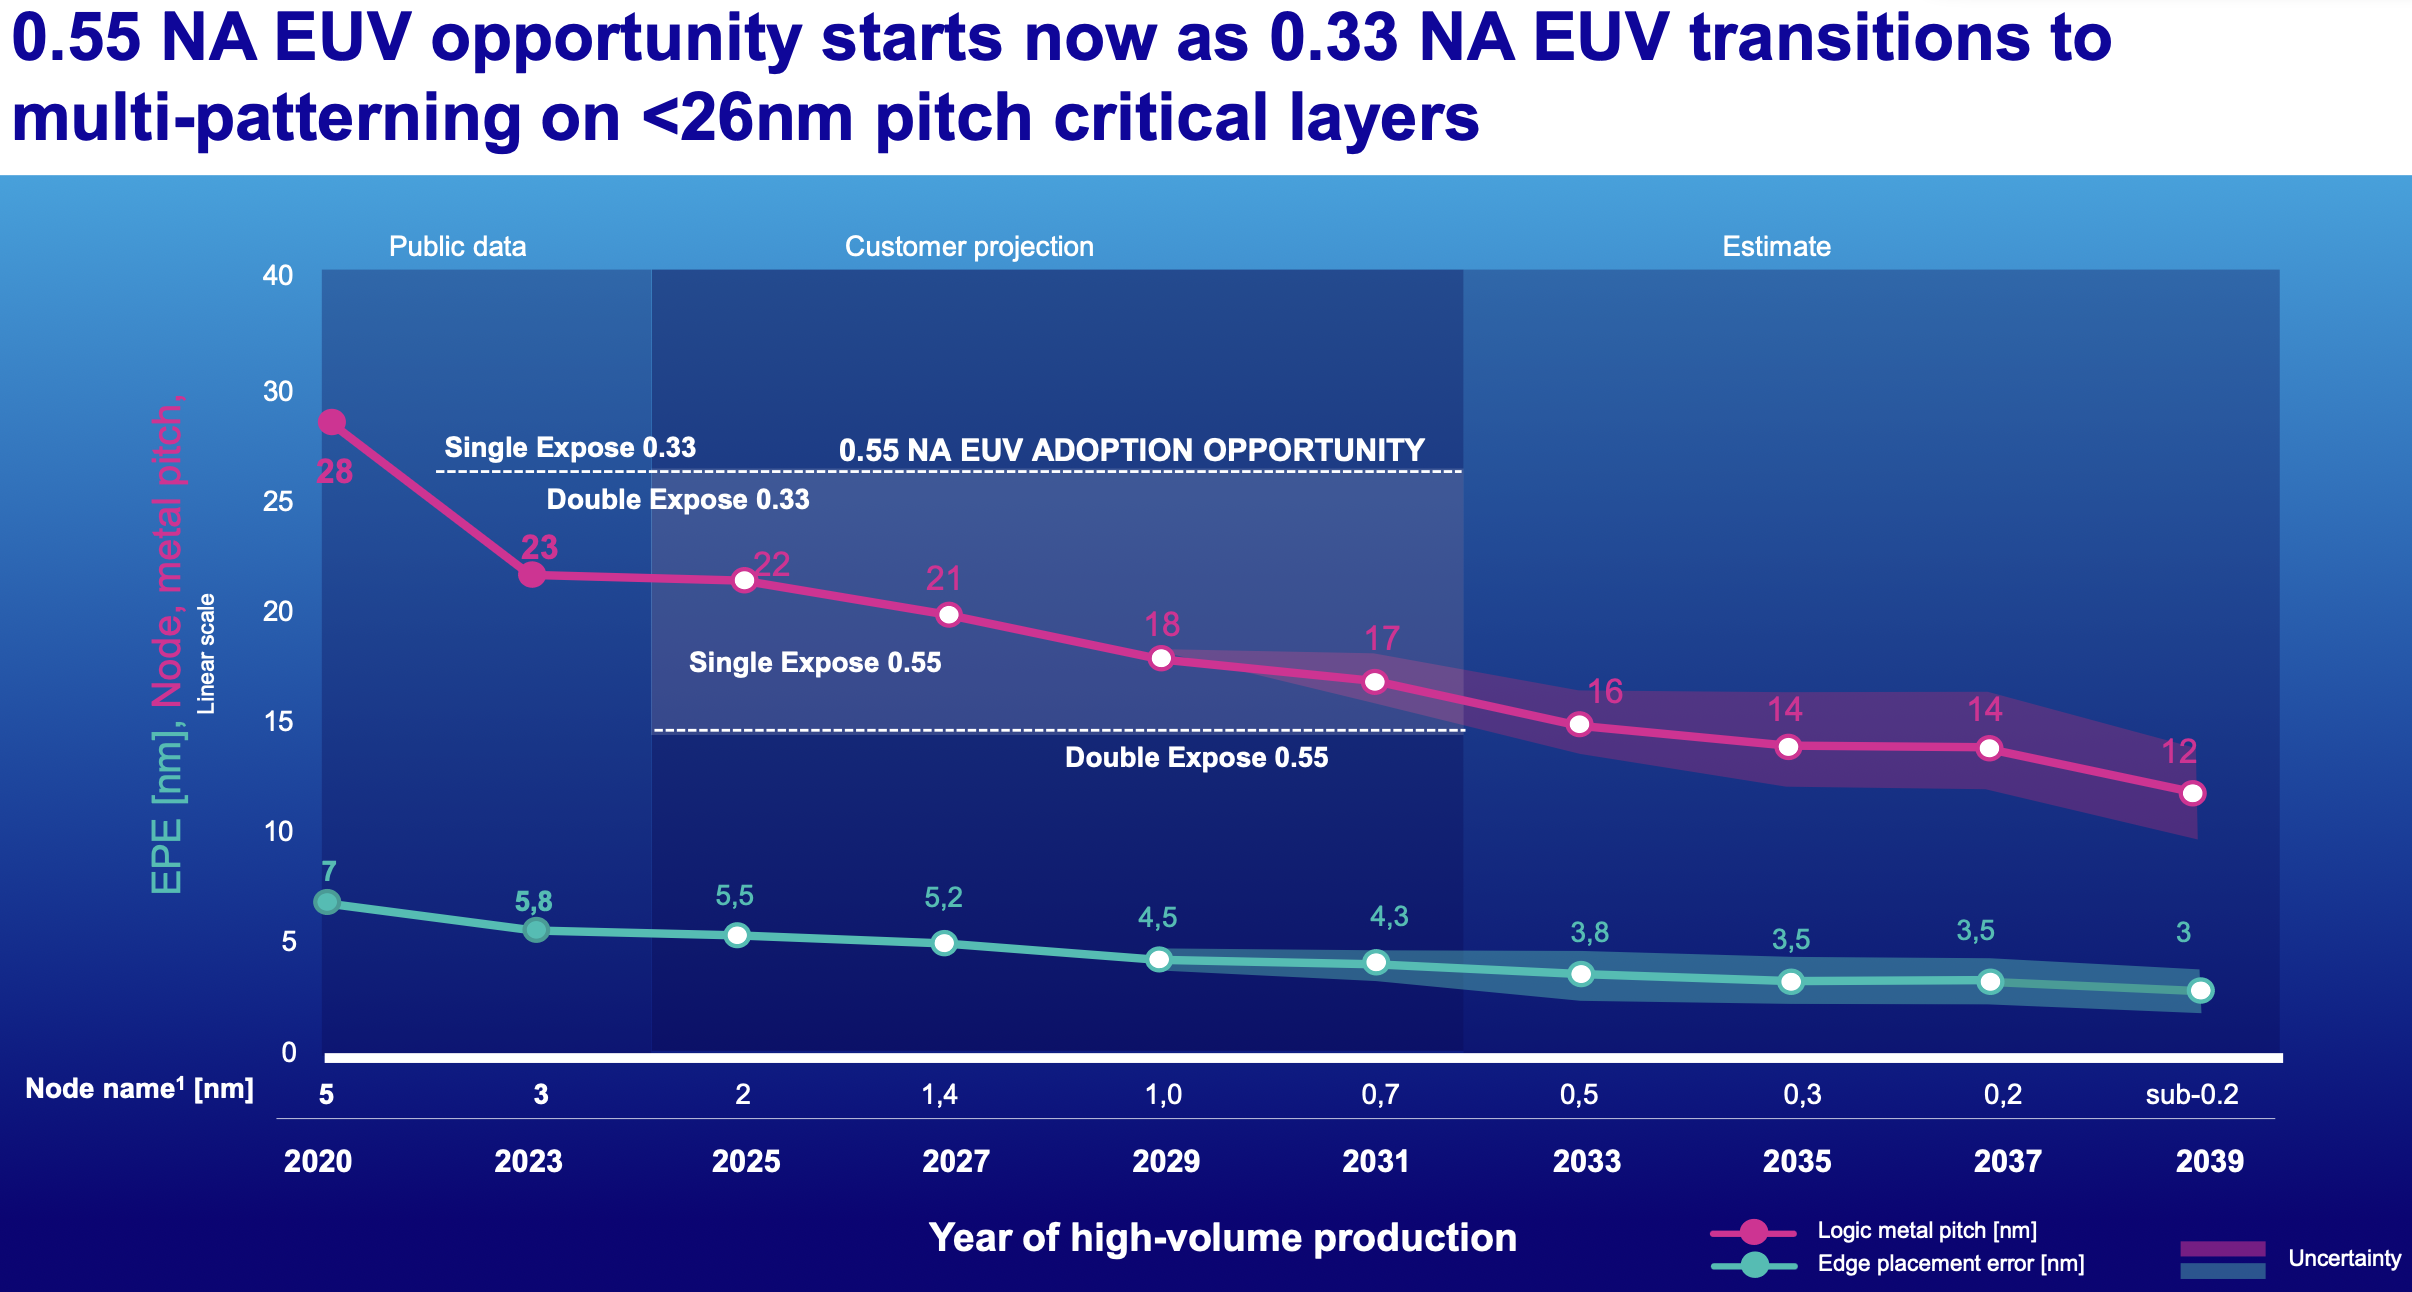 0.55 NA EUV opportunity starts now as 0.33 NA EUV transitions to
multi-patterning on <26nm pitch critical layers
Public data
Customer projection
Estimate
EPE [nm], Node, metal pitch,
Linear scale
40
30
25
20
15
10
5
0
Single Expose 0.33
0.55 NA EUV ADOPTION OPPORTUNITY
Double Expose 0.33
Single Expose 0.55
Double Expose 0.55
28
23
22
21
18
17
16
14
14
12
7
5,8
5,5
5,2
4,5
4,3
3,8
3,5
3,5
3
Node name¹ [nm]
5 3 2 1,4 1,0 0,7 0,5 0,3 0,2 sub-0.2
2020 2023 2025 2027 2029 2031 2033 2035 2037 2039
Year of high-volume production
Logic metal pitch [nm]
Edge placement error [nm]
Uncertainty